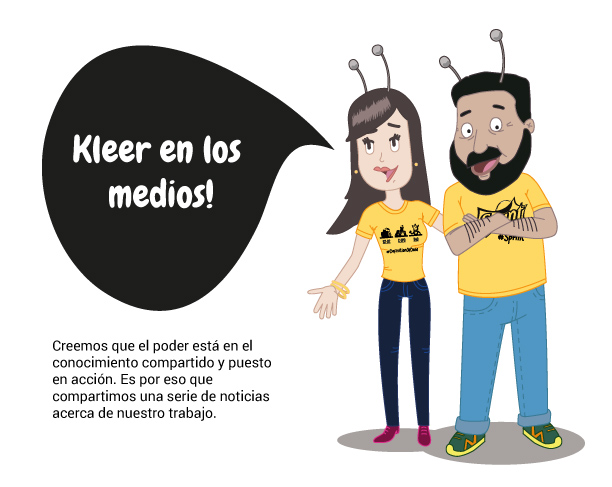 Kleer en los
medios!
#Sprint
Creemos que el poder está en el
conocimiento compartido y puesto
en acción. Es por eso que
compartimos una serie de noticias
acerca de nuestro trabajo.